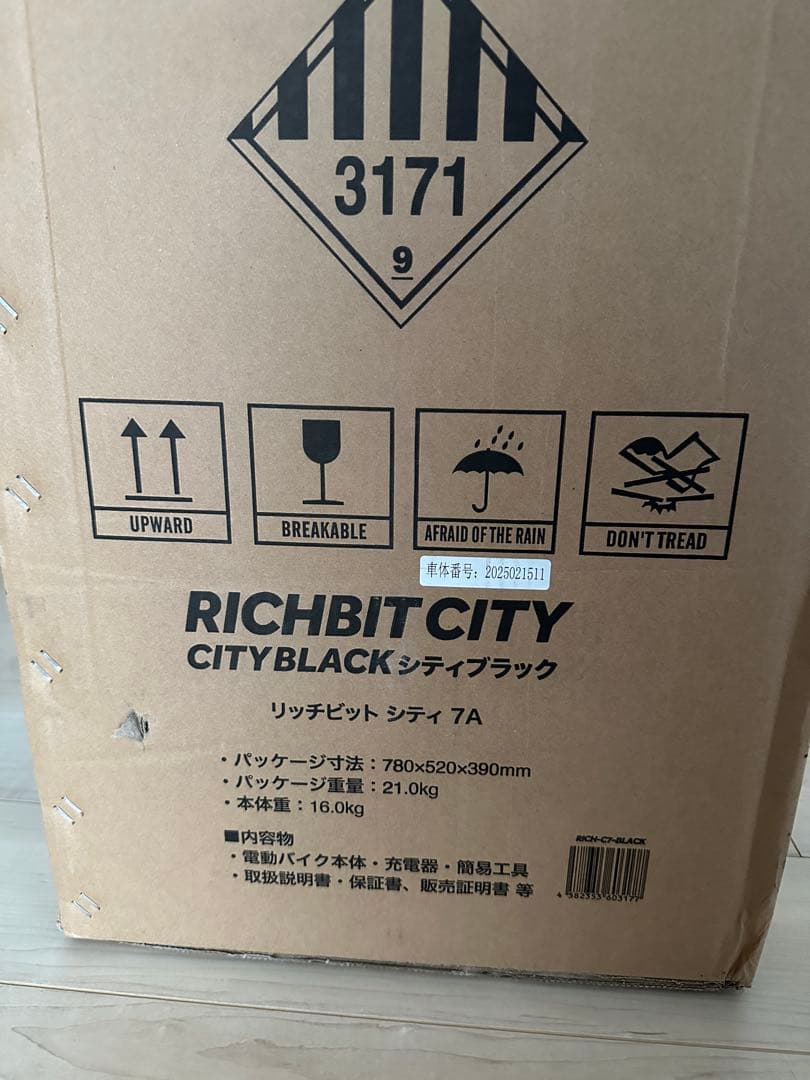 3171
9
UPWARD
BREAKABLE
AFRAID OF THE RAIN
DON'T TREAD
車体番号: 2025021511
RICHBIT CITY
CITY BLACK シティブラック
リッチビット シティ 7A
・パッケージ寸法：780×520×390mm
・パッケージ重量：21.0kg
・本体重：16.0kg
■内容物
・電動バイク本体・充電器・簡易工具
・取扱説明書・保証書、販売証明書 等
RICH-C7-BLACK
4 582353 603177